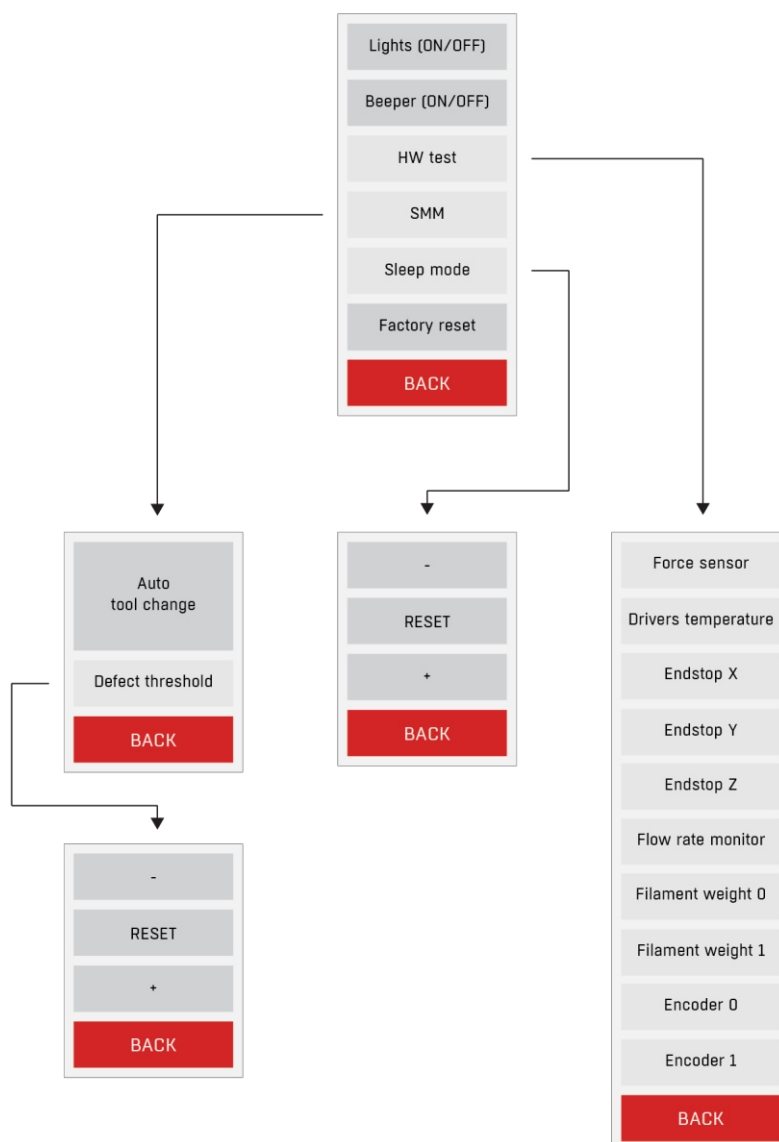 Lights (ON/OFF)
Beeper (ON/OFF)
HW test
SMM
Sleep mode
Factory reset
BACK
Auto
tool change
Defect threshold
BACK
-
RESET
+
BACK
-
RESET
+
BACK
Force sensor
Drivers temperature
Endstop X
Endstop Y
Endstop Z
Flow rate monitor
Filament weight 0
Filament weight 1
Encoder 0
Encoder 1
BACK